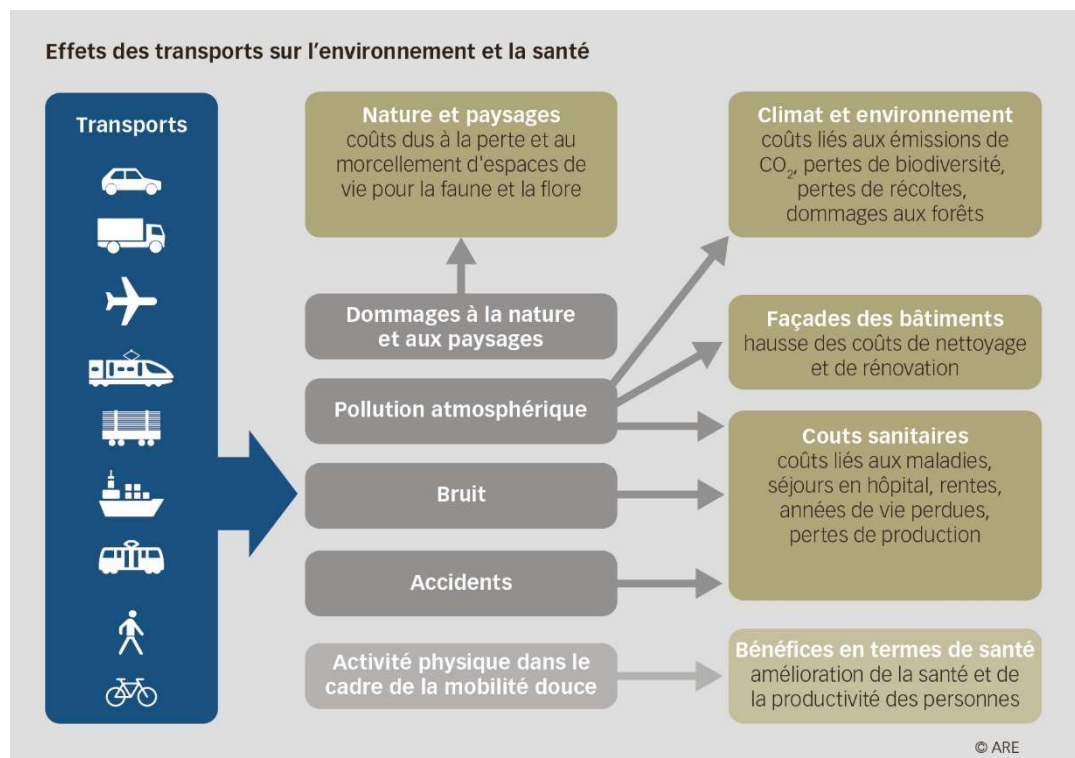 Effets des transports sur l'environnement et la santé
Transports
Nature et paysages
coûts dus à la perte et au
morcellement d'espaces de
vie pour la faune et la flore
Climat et environnement
coûts liés aux émissions de
CO₂, pertes de biodiversité,
pertes de récoltes,
dommages aux forêts
Dommages à la nature
et aux paysages
Façades des bâtiments
hausse des coûts de nettoyage
et de rénovation
Pollution atmosphérique
Couts sanitaires
coûts liés aux maladies,
séjours en hôpital, rentes,
années de vie perdues,
pertes de production
Bruit
Accidents
Activité physique dans le
cadre de la mobilité douce
Bénéfices en termes de santé
amélioration de la santé et de
la productivité des personnes
© ARE